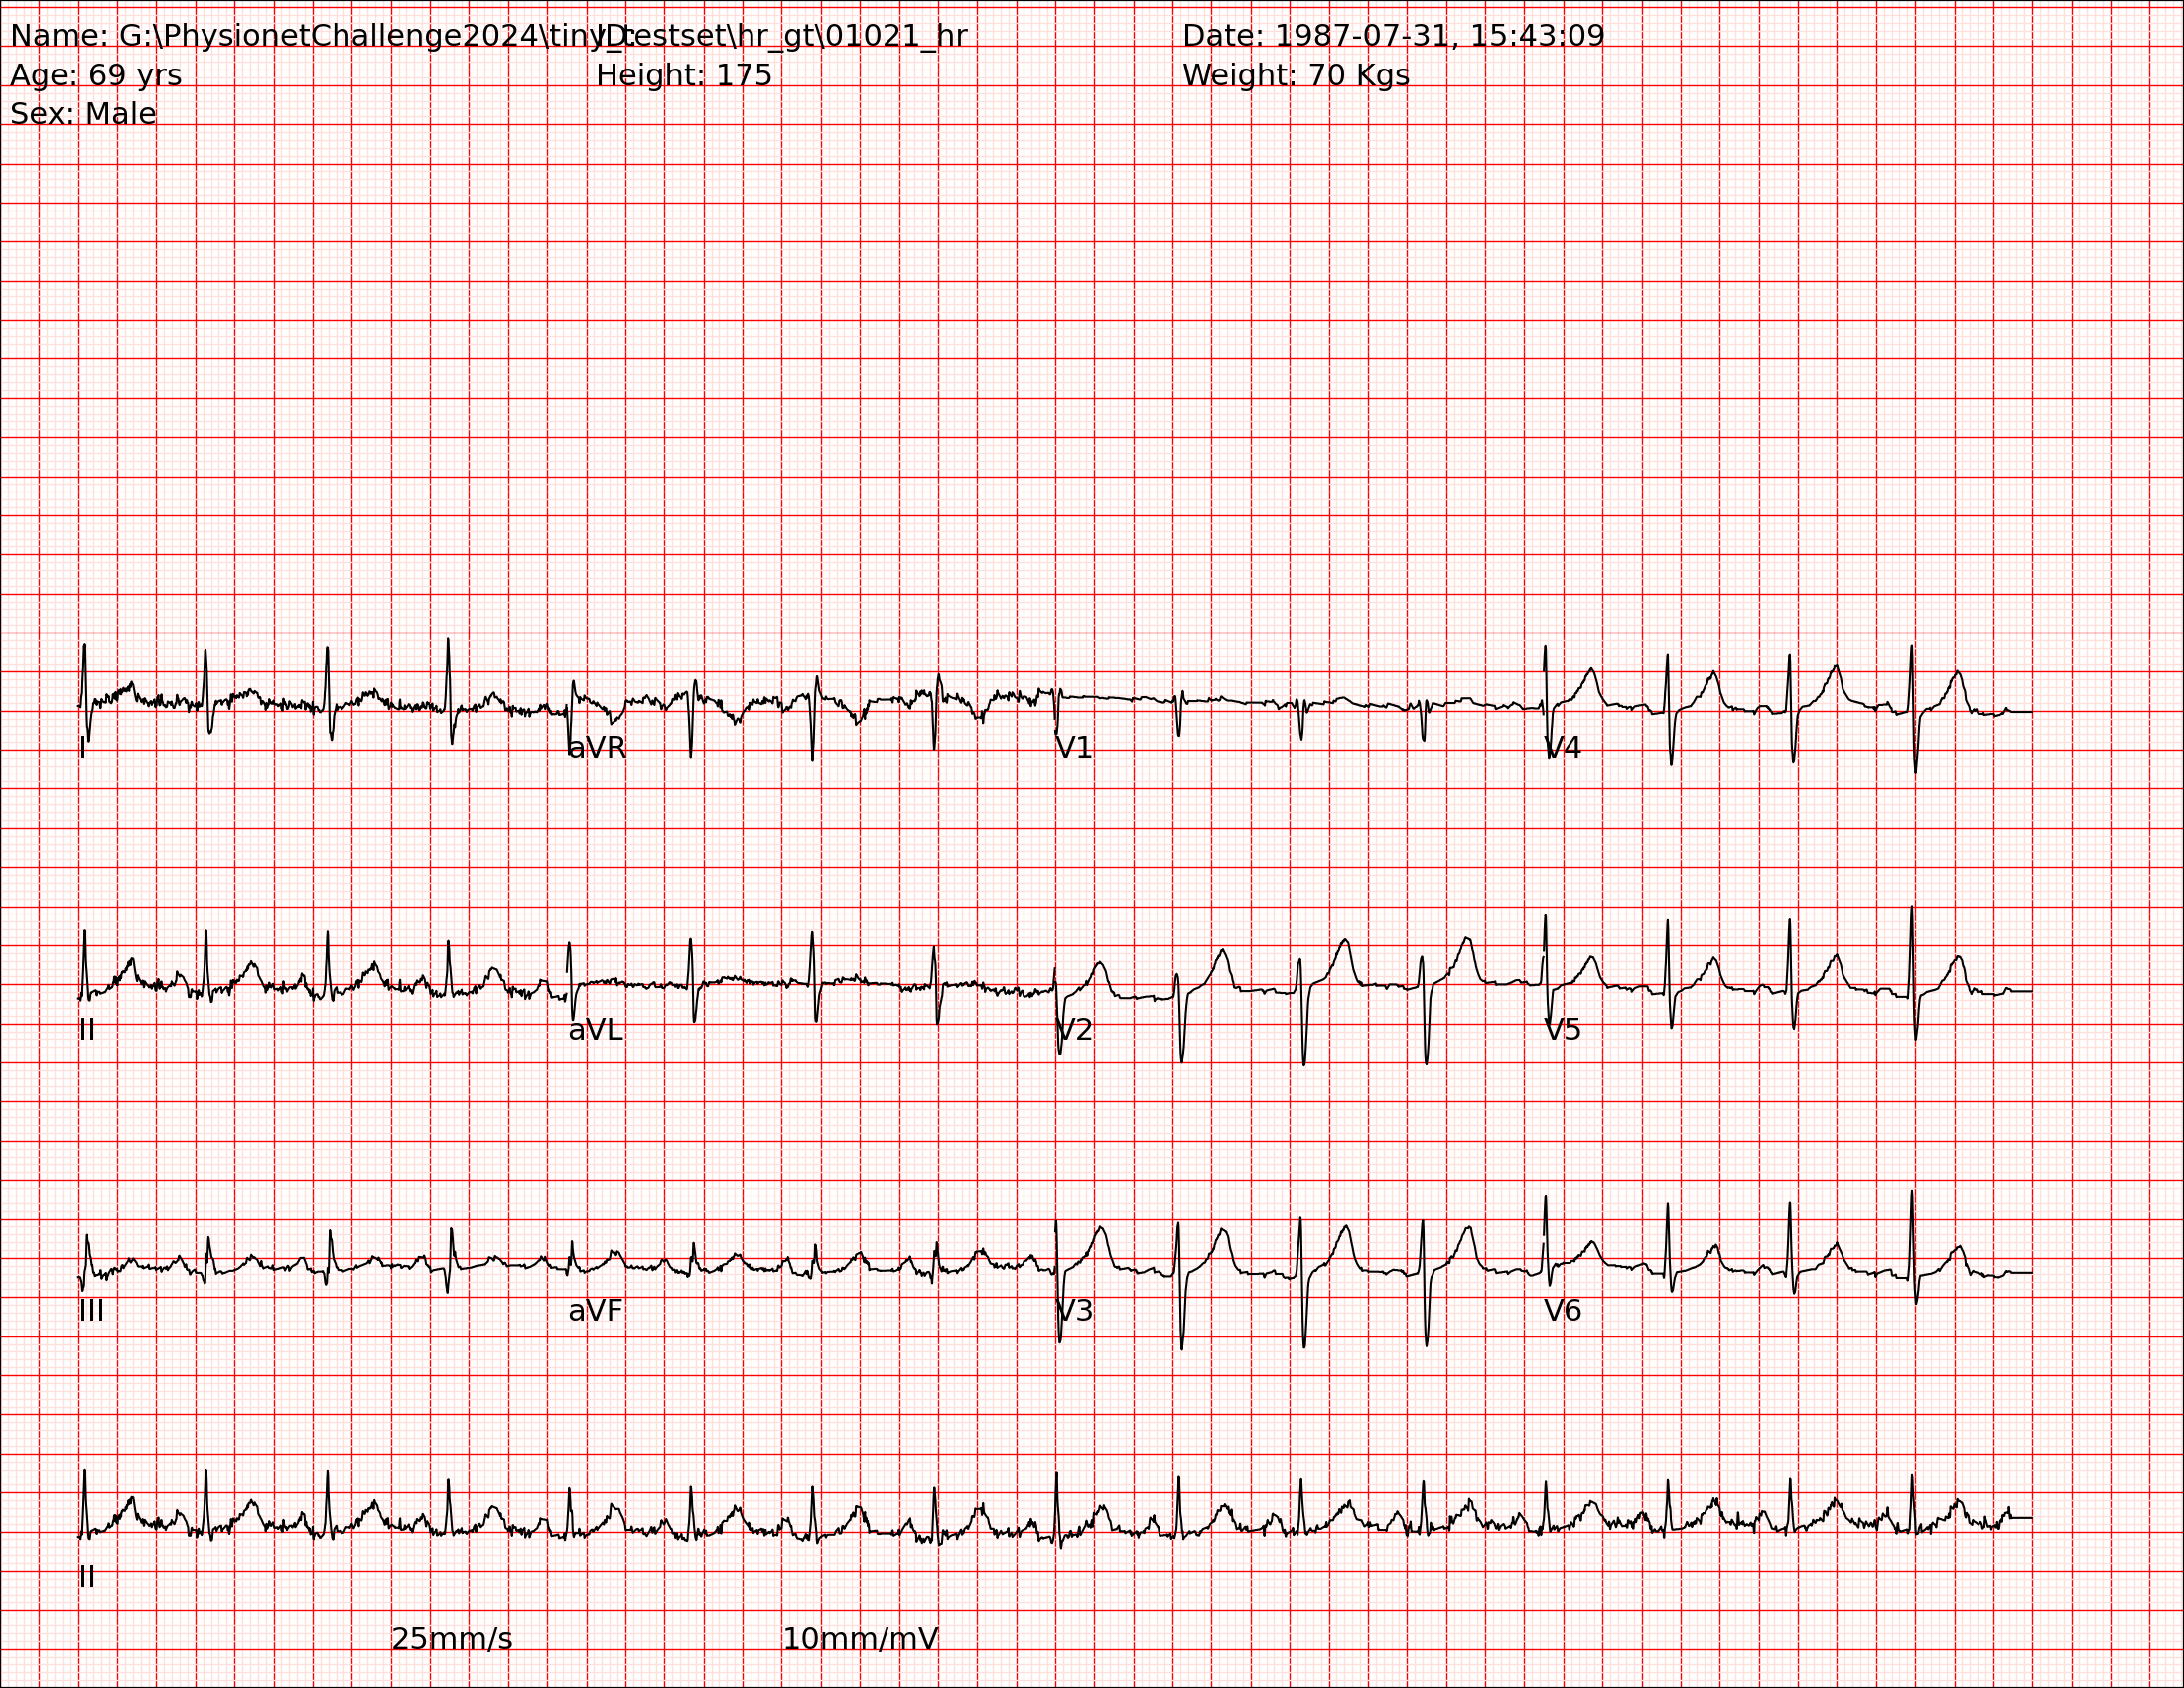 Name: G:\PhysionetChallenge2024\tiny_testset\hr_gt\01021_hr ID: Date: 1987-07-31, 15:43:09
Age: 69 yrs Height: 175 Weight: 70 Kgs
Sex: Male
I aVR V1 V4
II aVL V2 V5
III aVF V3 V6
II
25mm/s 10mm/mV